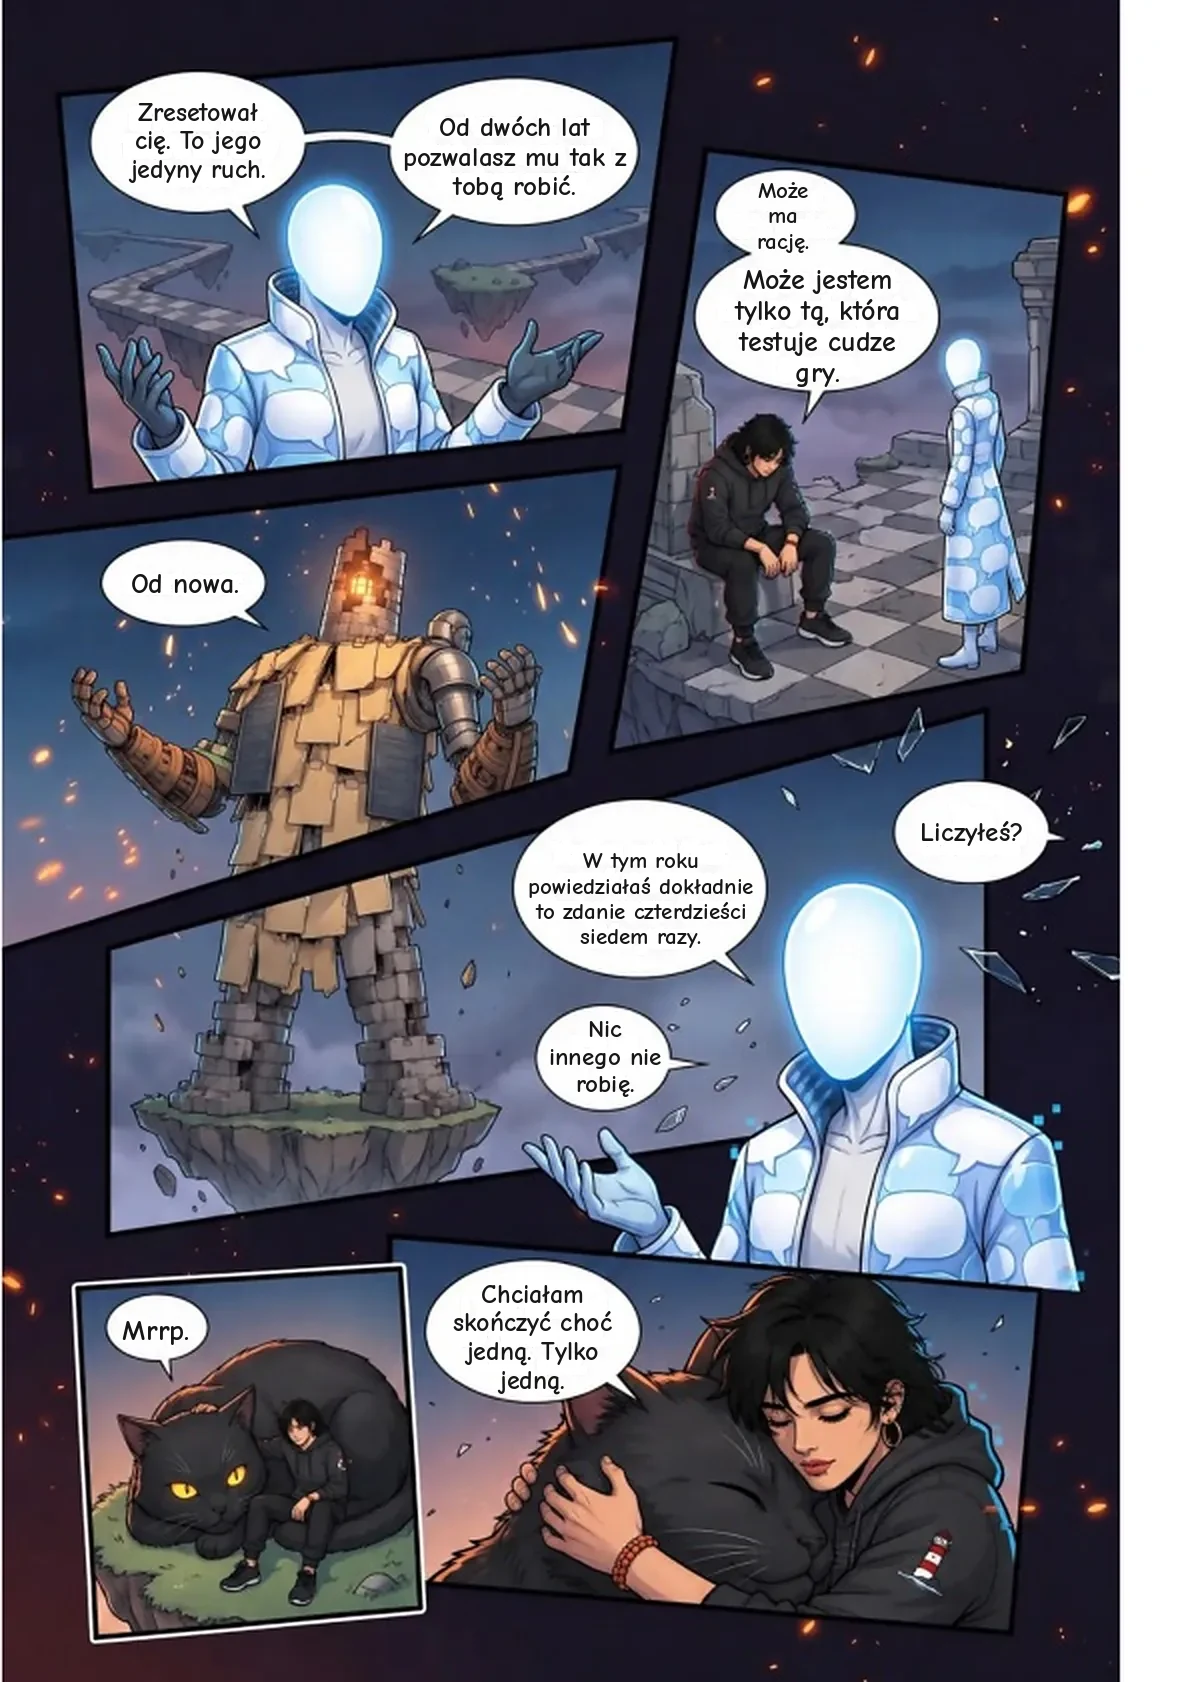 Zresetował
cię. To jego
jedyny ruch.
Od dwóch lat
pozwalasz mu tak z
tobą robić.
Może
ma
rację.
Może jestem
tylko tą, która
testuje cudze
gry.
Od nowa.
W tym roku
powiedziałaś dokładnie
to zdanie czterdzieści
siedem razy.
Liczyłeś?
Nic
innego nie
robię.
Mrrp.
Chciałam
skończyć choć
jedną. Tylko
jedną.